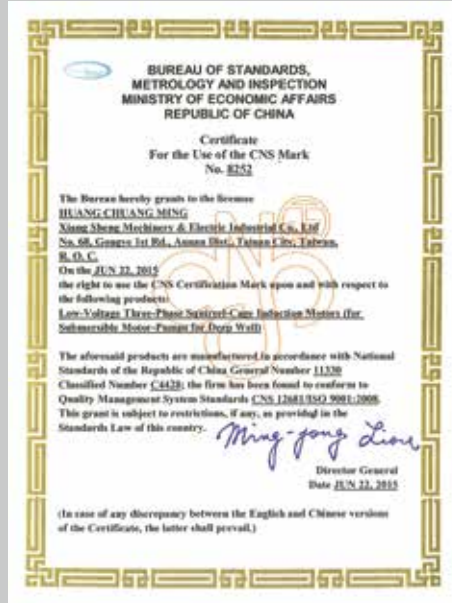 BUREAU OF STANDARDS,
METROLOGY AND INSPECTION
MINISTRY OF ECONOMIC AFFAIRS
REPUBLIC OF CHINA
Certificate
For the Use of the CNS Mark
No. 8252
The Bureau hereby grants to the licensee
HUANG CHUANG MING
Xiang Sheng Mechinery & Electric Industrial Co., Ltd
No. 68, Gongye 1st Rd., Annan Dist., Tainan City, Taiwan,
R. O. C.
On the JUN 22, 2015
the right to use the CNS Certification Mark upon and with respect to
the following products:
Low-Voltage Three-Phase Squirrel-Cage Induction Motors (for
Submersible Motor-Pumps for Deep Well)
The aforesaid products are manufactured in accordance with National
Standards of the Republic of China General Number 11330
Classified Number C4428; the firm has been found to conform to
Quality Management System Standards CNS 12681/ISO 9001:2008.
This grant is subject to restrictions, if any, as provided in the
Standards Law of this country.
Ming-jong Liou
Director General
Date JUN 22, 2015
(In case of any discrepancy between the English and Chinese versions
of the Certificate, the latter shall prevail.)